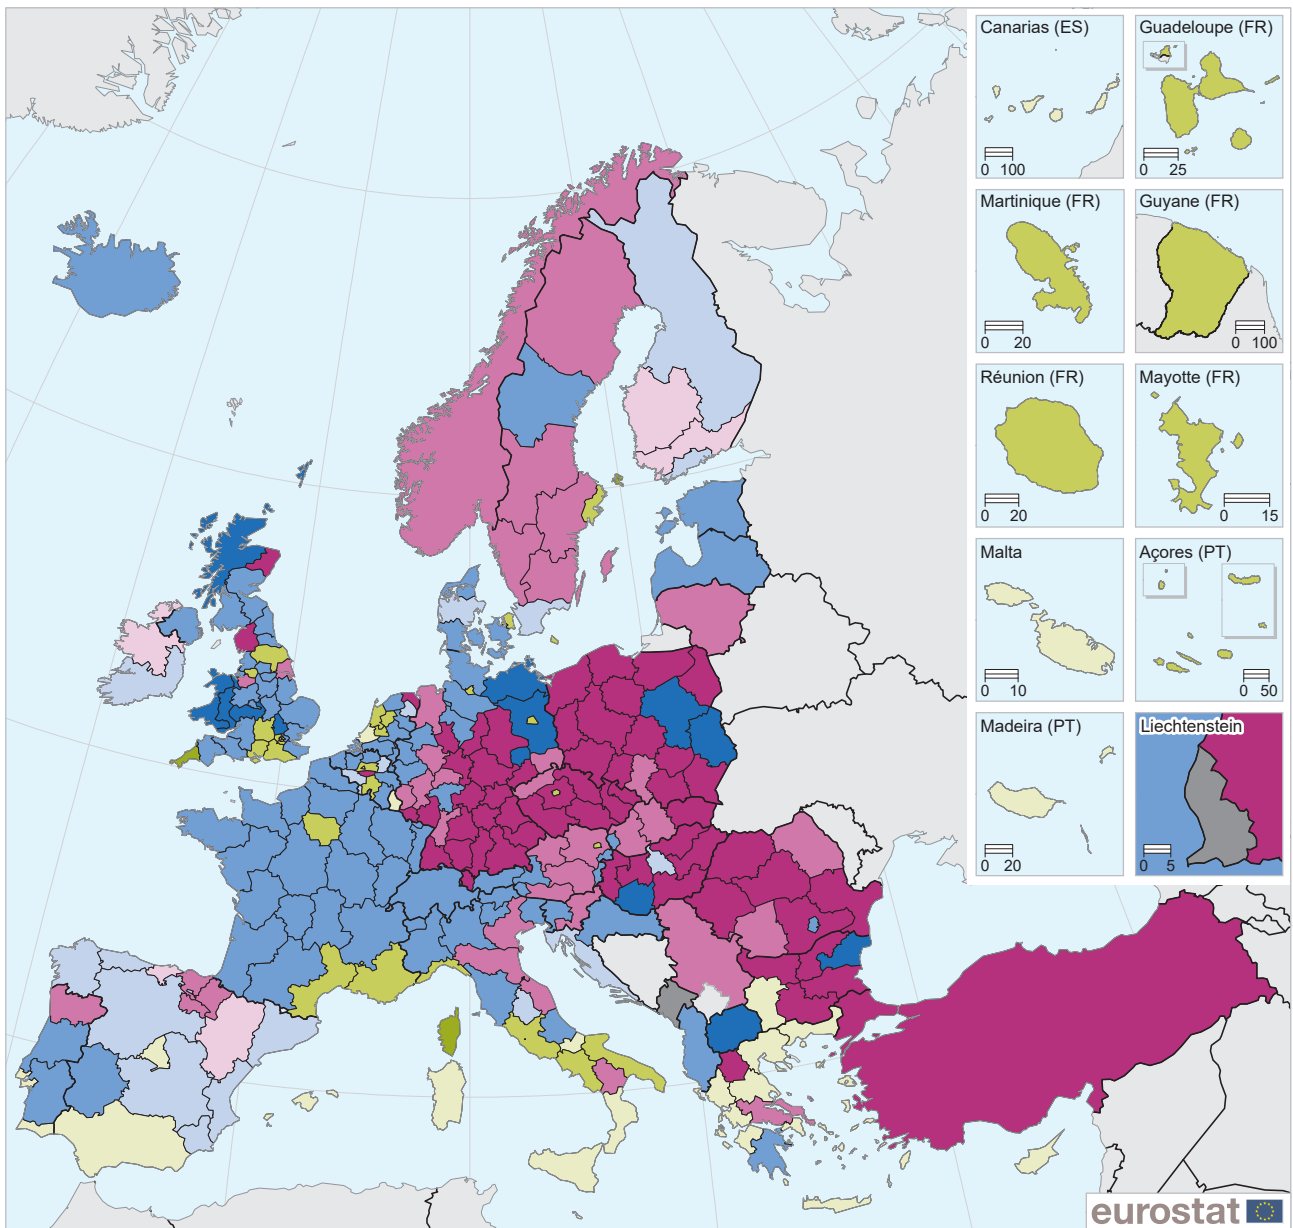 Canarias (ES)
0 100
Guadeloupe (FR)
0 25
Martinique (FR)
0 20
Guyane (FR)
0 100
Réunion (FR)
0 20
Mayotte (FR)
0 15
Malta
0 10
Açores (PT)
0 50
Madeira (PT)
0 20
Liechtenstein
0 5
eurostat